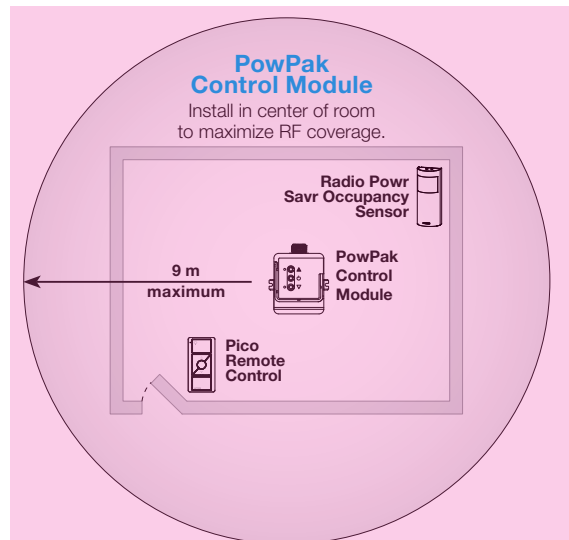 PowPak
Control Module
Install in center of room
to maximize RF coverage.
Radio Powr
Savr Occupancy
Sensor
PowPak
Control
Module
9 m
maximum
Pico
Remote
Control